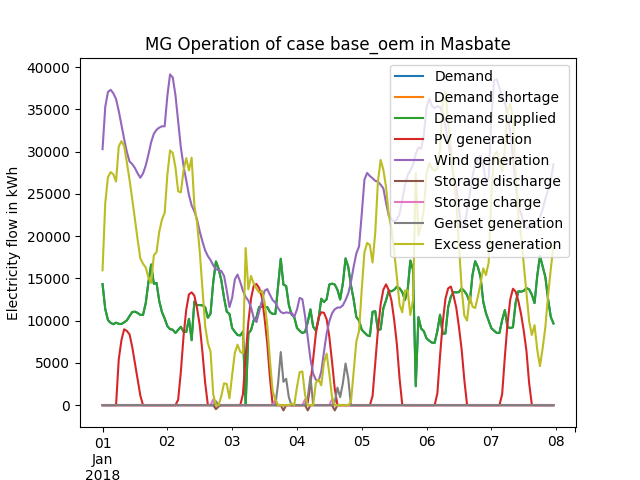 MG Operation of case base_oem in Masbate
Electricity flow in kWh
40000
35000
30000
25000
20000
15000
10000
5000
0
Demand
Demand shortage
Demand supplied
PV generation
Wind generation
Storage discharge
Storage charge
Genset generation
Excess generation
01 02 03 04 05 06 07 08
Jan
2018